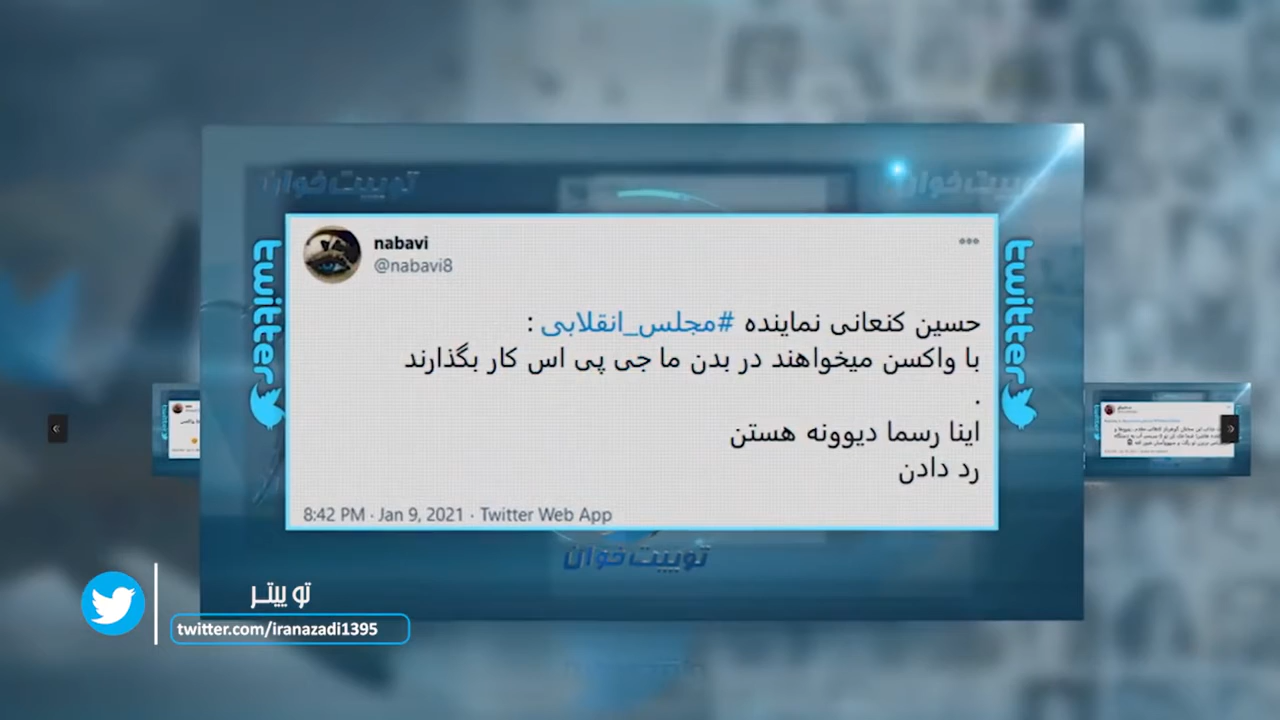 توییت‌خوان
twitter
nabavi
@nabavi8
حسین کنعانی نماینده #مجلس_انقلابی :
با واکسن میخواهند در بدن ما جی پی اس کار بگذارند
.
اینا رسما دیوونه هستن
رد دادن
8:42 PM · Jan 9, 2021 · Twitter Web App
twitter
توییت‌خوان
تو ییتر
twitter.com/iranazadi1395